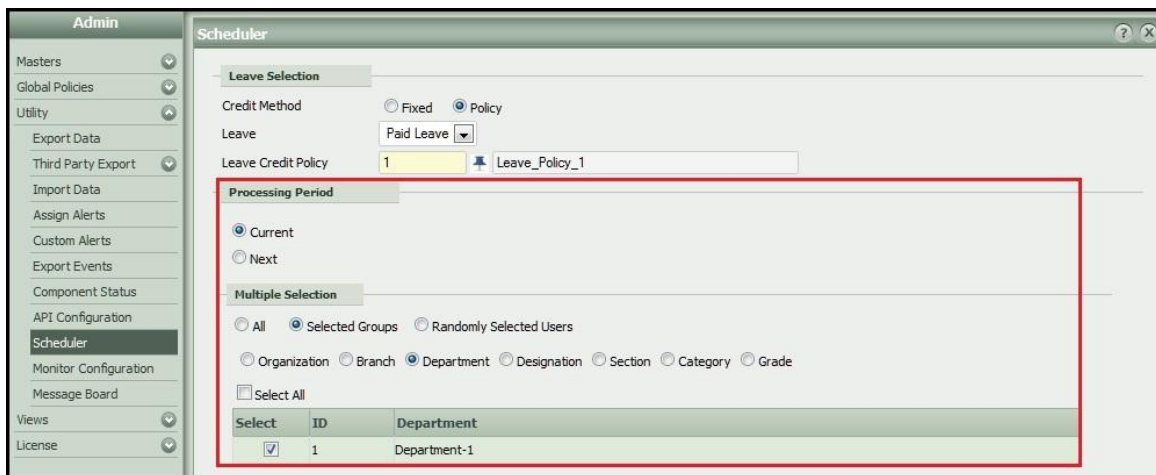 Admin
Scheduler
? X
Masters
Global Policies
Utility
Export Data
Third Party Export
Import Data
Assign Alerts
Custom Alerts
Export Events
Component Status
API Configuration
Scheduler
Monitor Configuration
Message Board
Views
License
Leave Selection
Credit Method Fixed Policy
Leave Paid Leave
Leave Credit Policy 1 Leave_Policy_1
Processing Period
Current
Next
Multiple Selection
All Selected Groups Randomly Selected Users
Organization Branch Department Designation Section Category Grade
Select All
Select ID Department
1 Department-1